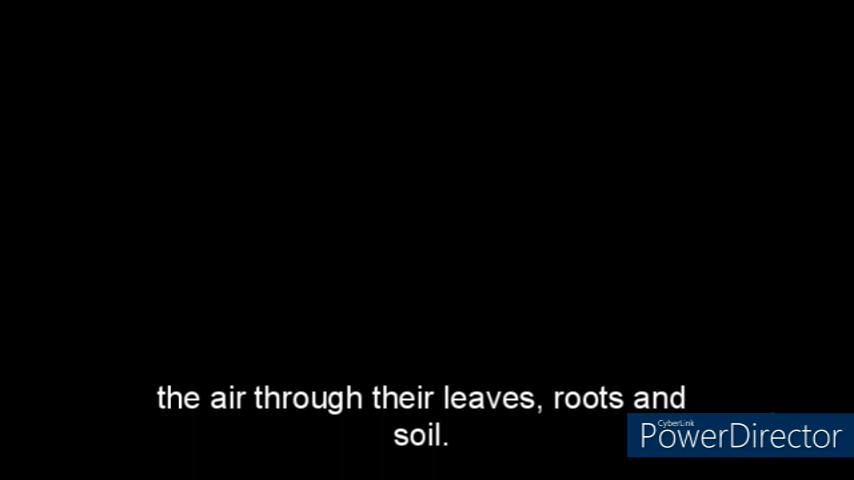 the air through their leaves, roots and
soil.
CyberLink
PowerDirector